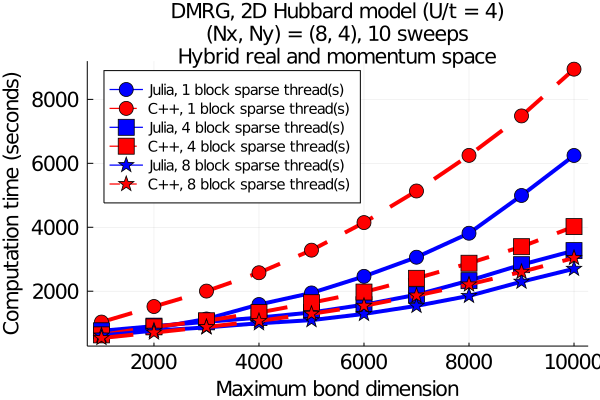 DMRG, 2D Hubbard model (U/t = 4)
(Nx, Ny) = (8, 4), 10 sweeps
Hybrid real and momentum space
Julia, 1 block sparse thread(s)
C++, 1 block sparse thread(s)
Julia, 4 block sparse thread(s)
C++, 4 block sparse thread(s)
Julia, 8 block sparse thread(s)
C++, 8 block sparse thread(s)
Computation time (seconds)
8000
6000
4000
2000
2000 4000 6000 8000 10000
Maximum bond dimension